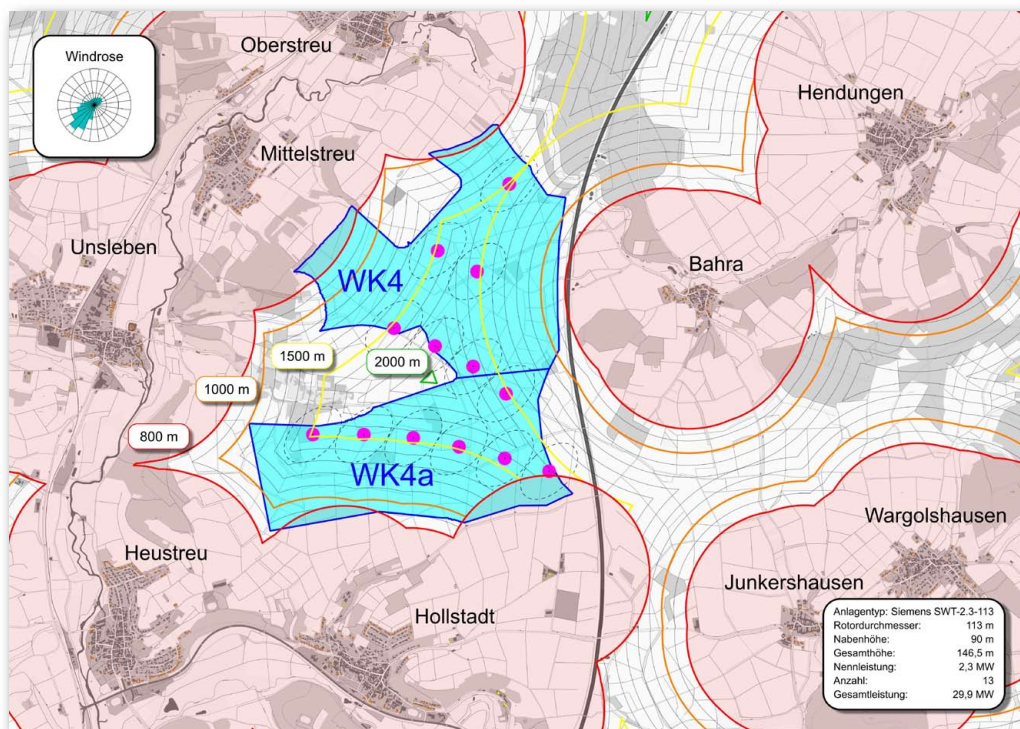 Windrose
Oberstreu
Hendungen
Mittelstreu
Unsleben
Bahra
WK4
1500 m
2000 m
1000 m
800 m
WK4a
Wargolshausen
Heustreu
Junkershausen
Hollstadt
Anlagentyp: Siemens SWT-2.3-113
Rotordurchmesser: 113 m
Nabenhöhe: 90 m
Gesamthöhe: 146,5 m
Nennleistung: 2,3 MW
Anzahl: 13
Gesamtleistung: 29,9 MW